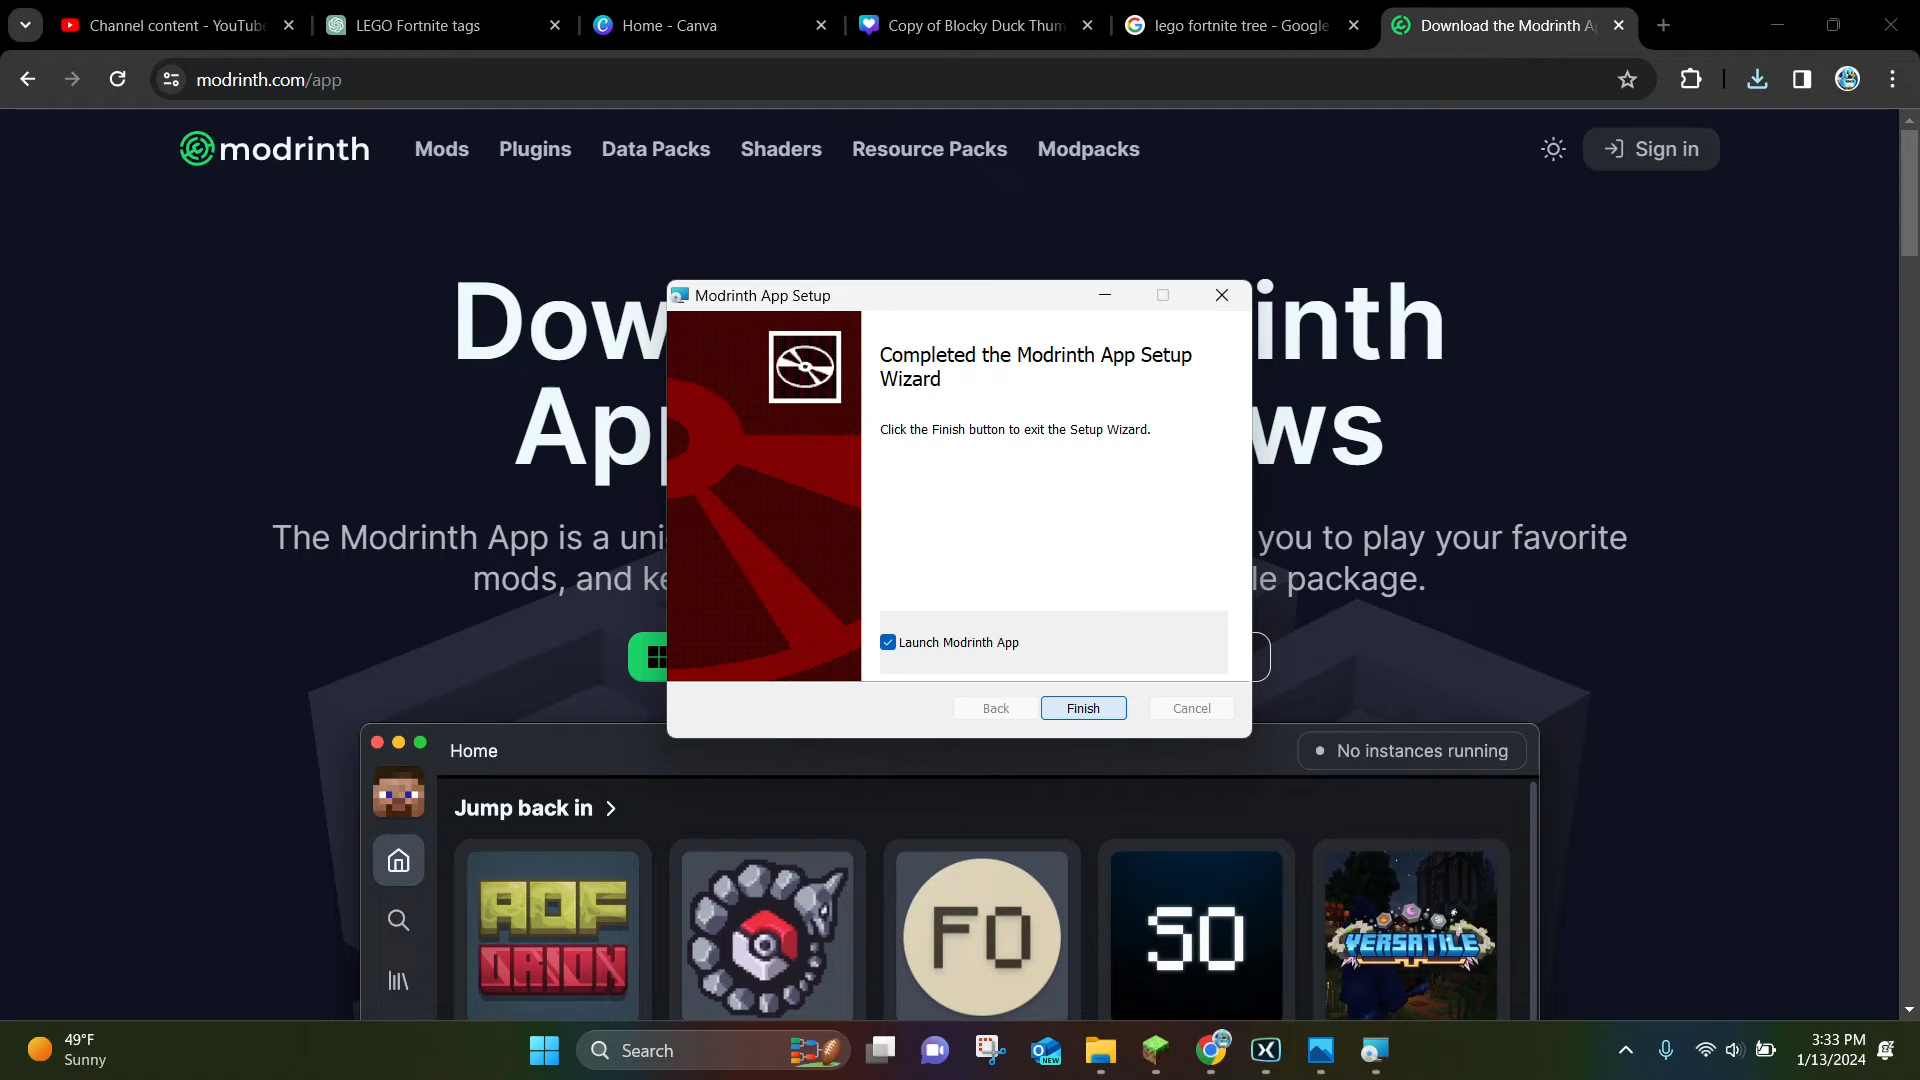 Channel content - YouTube
LEGO Fortnite tags
Home - Canva
Copy of Blocky Duck Thum
lego fortnite tree - Google
Download the Modrinth A
modrinth.com/app
modrinth
Mods
Plugins
Data Packs
Shaders
Resource Packs
Modpacks
Sign in
Dow
inth
App
ws
The Modrinth App is a uni
you to play your favorite
mods, and ke
le package.
Modrinth App Setup
Completed the Modrinth App Setup
Wizard
Click the Finish button to exit the Setup Wizard.
Launch Modrinth App
Back
Finish
Cancel
Home
No instances running
Jump back in
AOF
ORION
FO
SO
VERSATILE
49°F
Sunny
Search
NEW
3:33 PM
1/13/2024